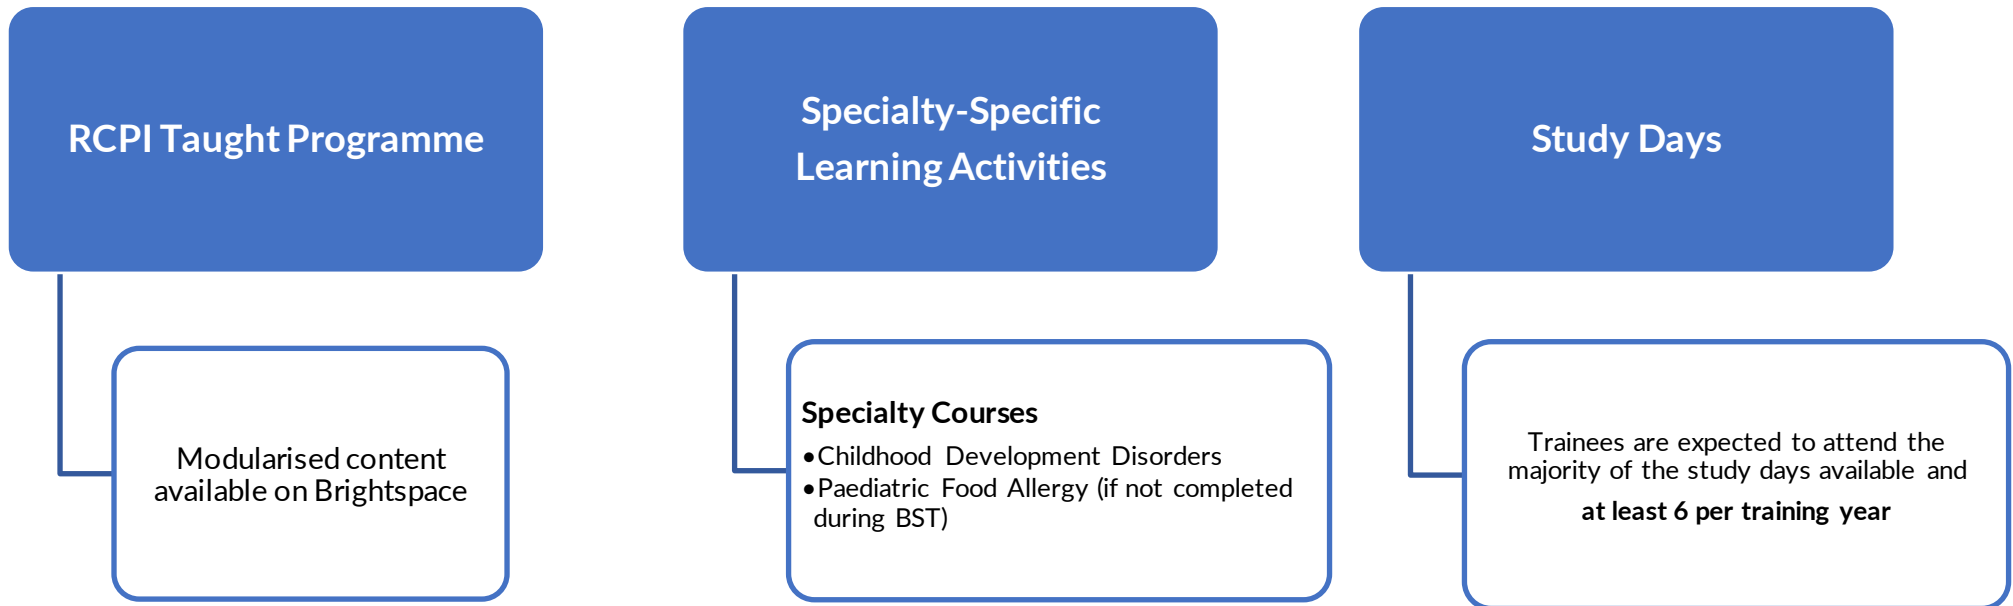 RCPI Taught Programme
Modularised content
available on Brightspace
Specialty-Specific
Learning Activities
Specialty Courses
•Childhood Development Disorders
•Paediatric Food Allergy (if not completed
during BST)
Study Days
Trainees are expected to attend the
majority of the study days available and
at least 6 per training year